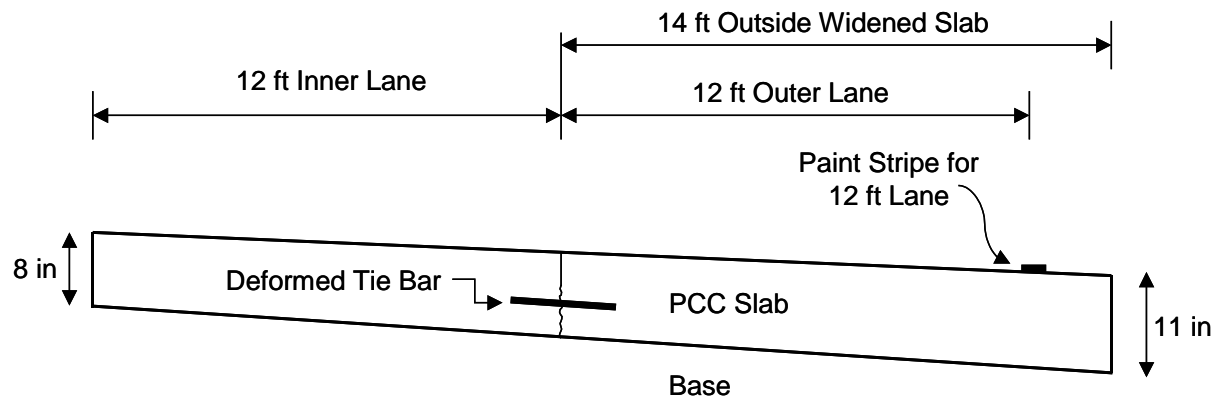 14 ft Outside Widened Slab
12 ft Inner Lane
12 ft Outer Lane
Paint Stripe for
12 ft Lane
8 in
Deformed Tie Bar
PCC Slab
11 in
Base